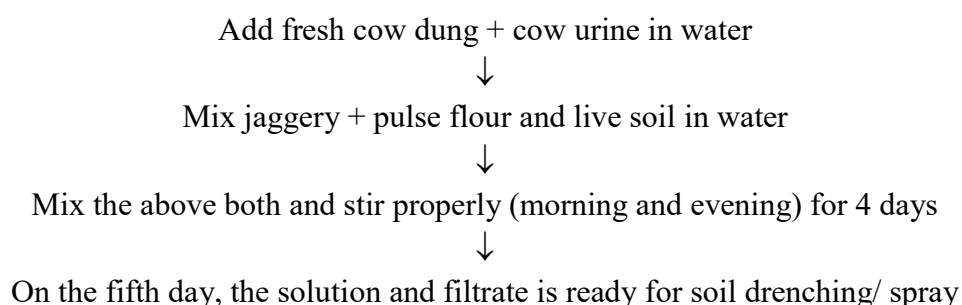 Add fresh cow dung + cow urine in water
↓
Mix jaggery + pulse flour and live soil in water
↓
Mix the above both and stir properly (morning and evening) for 4 days
↓
On the fifth day, the solution and filtrate is ready for soil drenching/ spray